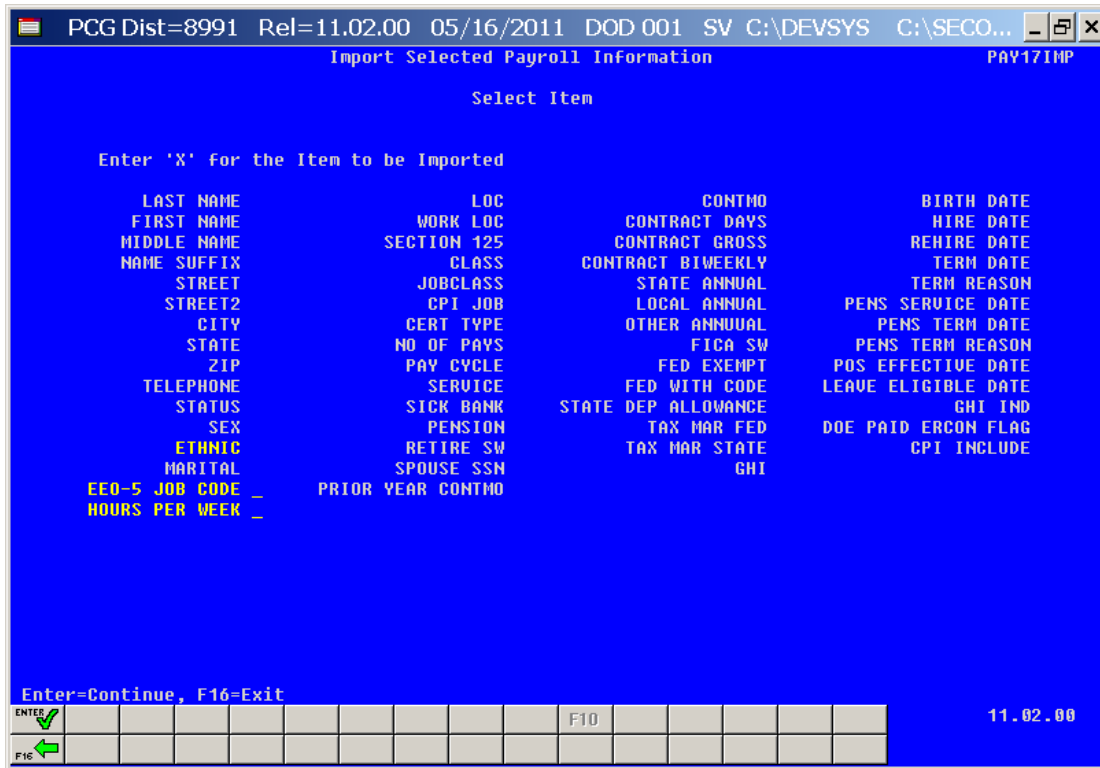 PCG Dist=8991 Rel=11.02.00 05/16/2011 DOD 001 SV C:\DEVSYS C:\SECO...
Import Selected Payroll Information PAY17IMP
Select Item
Enter 'X' for the Item to be Imported
LAST NAME LOC CONTMO BIRTH DATE
FIRST NAME WORK LOC CONTRACT DAYS HIRE DATE
MIDDLE NAME SECTION 125 CONTRACT GROSS REHIRE DATE
NAME SUFFIX CLASS CONTRACT BIWEEKLY TERM DATE
STREET JOBCLASS STATE ANNUAL TERM REASON
STREET2 CPI JOB LOCAL ANNUAL PENS SERVICE DATE
CITY CERT TYPE OTHER ANNUUAL PENS TERM DATE
STATE NO OF PAYS FICA SW PENS TERM REASON
ZIP PAY CYCLE FED EXEMPT POS EFFECTIVE DATE
TELEPHONE SERVICE FED WITH CODE LEAVE ELIGIBLE DATE
STATUS SICK BANK STATE DEP ALLOWANCE GHI IND
SEX PENSION TAX MAR FED DOE PAID ERCON FLAG
ETHNIC RETIRE SW TAX MAR STATE CPI INCLUDE
MARITAL SPOUSE SSN GHI
EEO-5 JOB CODE _ PRIOR YEAR CONTMO
HOURS PER WEEK _
Enter=Continue, F16=Exit
ENTER F10 11.02.00
F16